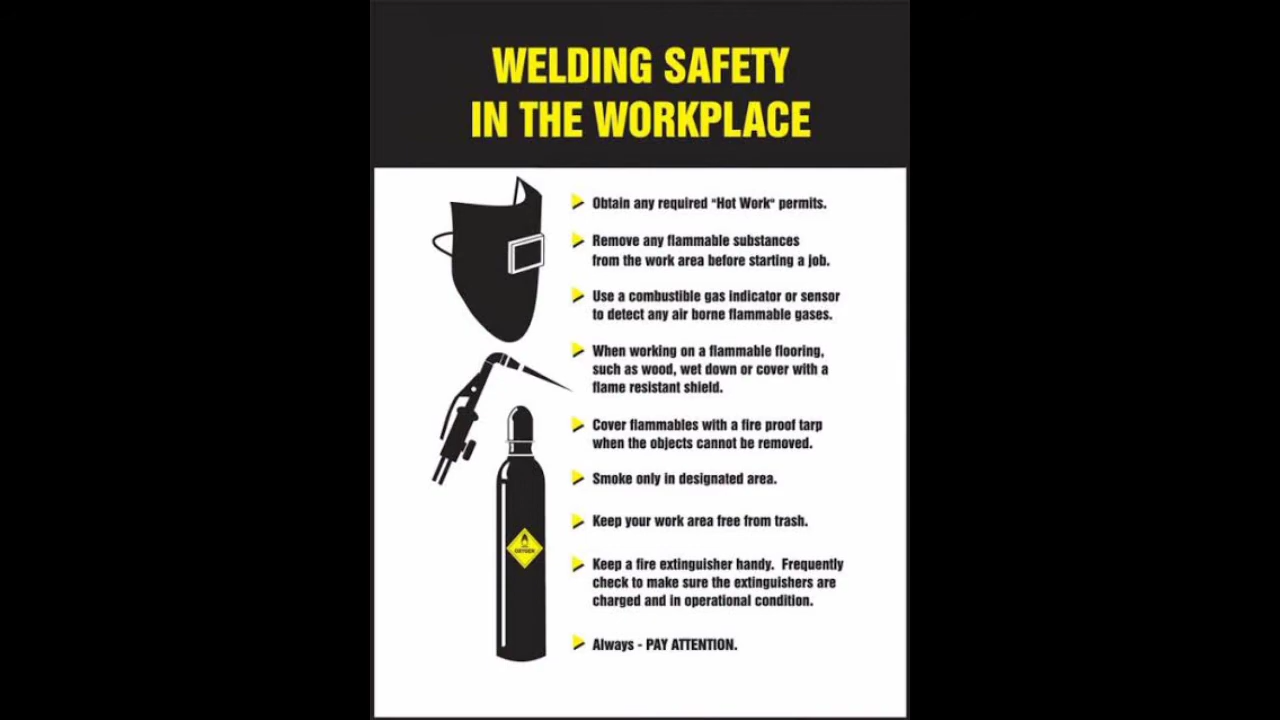 WELDING SAFETY
IN THE WORKPLACE
Obtain any required "Hot Work" permits.
Remove any flammable substances
from the work area before starting a job.
Use a combustible gas indicator or sensor
to detect any air borne flammable gases.
When working on a flammable flooring,
such as wood, wet down or cover with a
flame resistant shield.
Cover flammables with a fire proof tarp
when the objects cannot be removed.
Smoke only in designated area.
Keep your work area free from trash.
Keep a fire extinguisher handy. Frequently
check to make sure the extinguishers are
charged and in operational condition.
Always - PAY ATTENTION.
OXYGEN